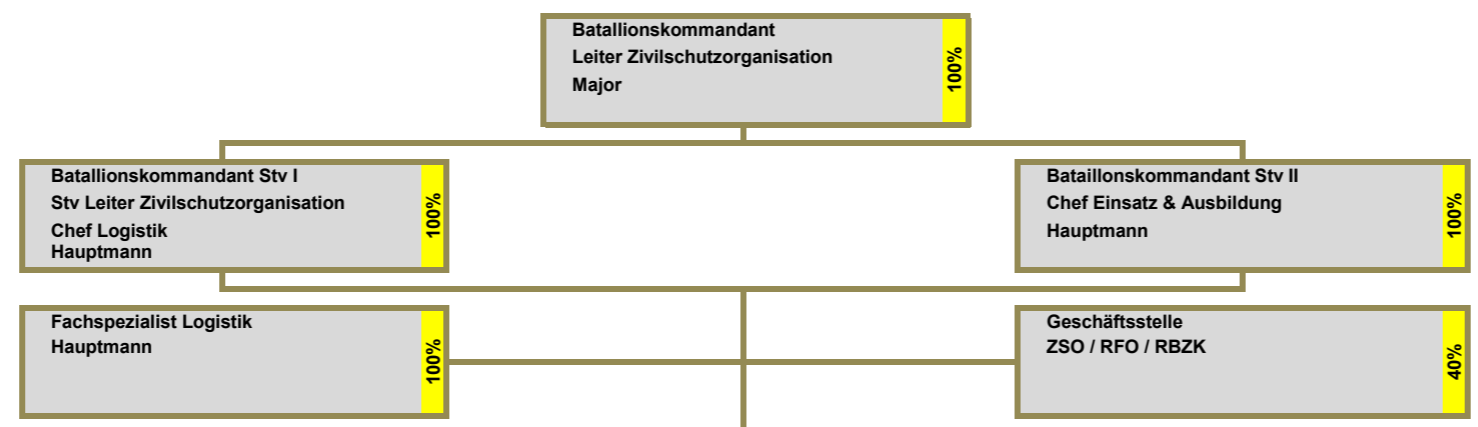 Batallionskommandant
Leiter Zivilschutzorganisation
Major
100%
Batallionskommandant Stv I
Stv Leiter Zivilschutzorganisation
Chef Logistik
Hauptmann
100%
Bataillonskommandant Stv II
Chef Einsatz & Ausbildung
Hauptmann
100%
Fachspezialist Logistik
Hauptmann
100%
Geschäftsstelle
ZSO / RFO / RBZK
40%